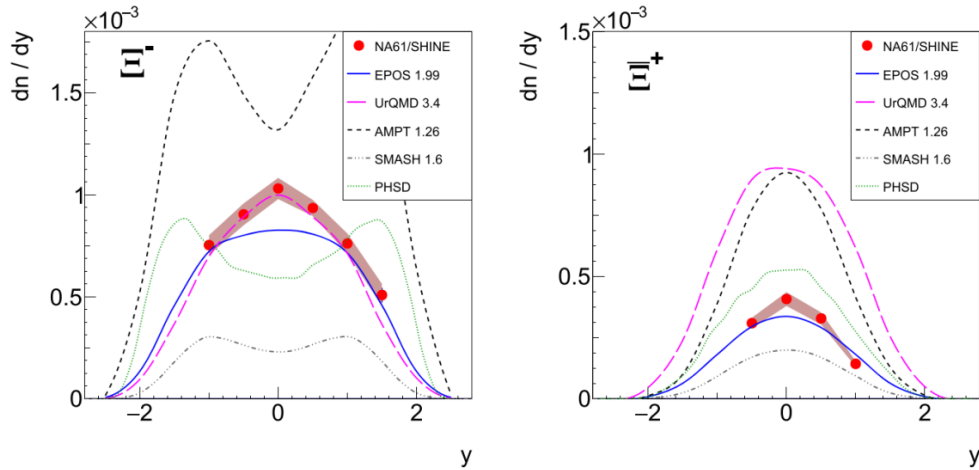 ×10⁻³
dn / dy
Ξ⁻
NA61/SHINE
EPOS 1.99
UrQMD 3.4
AMPT 1.26
SMASH 1.6
PHSD
1.5
1
0.5
0
−2
0
2
y
×10⁻³
dn / dy
Ξ̅⁺
NA61/SHINE
EPOS 1.99
UrQMD 3.4
AMPT 1.26
SMASH 1.6
PHSD
1.5
1
0.5
0
−2
0
2
y